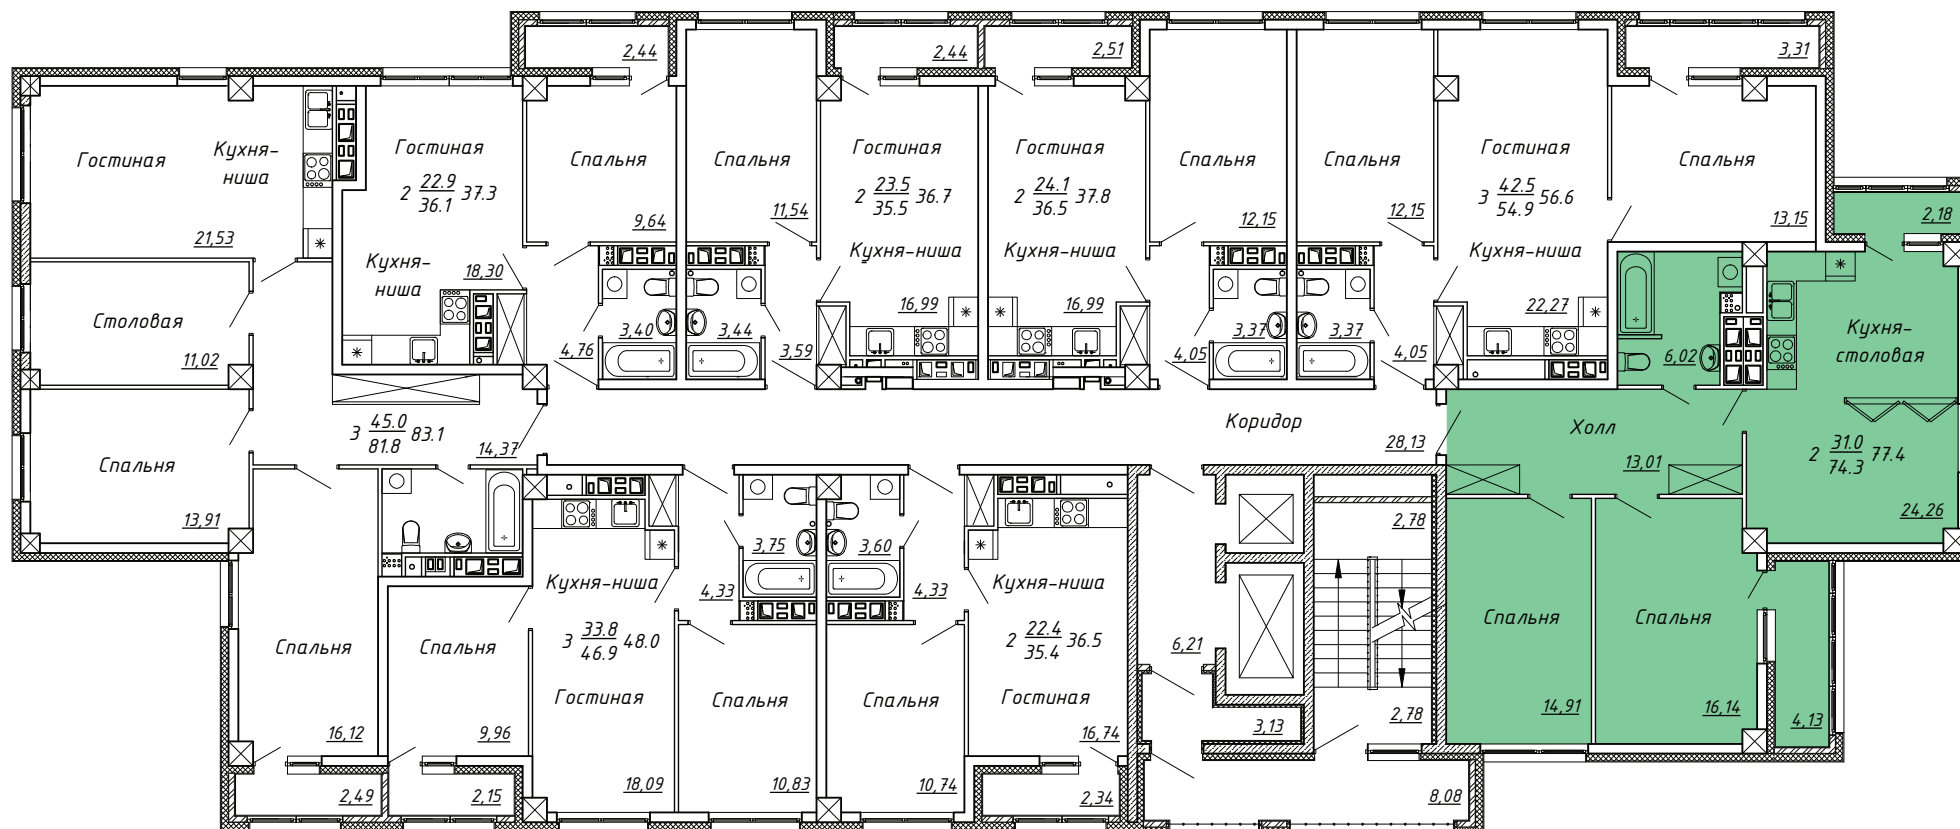 2,44
2,44
2,51
3,31
Гостиная
Кухня-
ниша
21,53
Гостиная
2 22.9 37.3
36.1
Кухня-
ниша
18,30
Спальня
9,64
Спальня
11,54
Гостиная
2 23.5 36.7
35.5
Кухня-ниша
16,99
Гостиная
2 24.1 37.8
36.5
Кухня-ниша
16,99
Спальня
12,15
Спальня
12,15
Гостиная
3 42.5 56.6
54.9
Кухня-ниша
22,27
Спальня
13,15
2,18
Столовая
11,02
4,76
3,40
3,44
3,59
4,05
3,37
3,37
4,05
6,02
Кухня-
столовая
Спальня
13,91
3 45.0 83.1
81.8
14,37
Коридор
28,13
Холл
13,01
2 31.0 77.4
74.3
24,26
Кухня-ниша
3 33.8 48.0
46.9
Гостиная
18,09
4,33
3,75
3,60
4,33
Кухня-ниша
2 22.4 36.5
35.4
Гостиная
16,74
2,78
6,21
3,13
2,78
Спальня
16,12
Спальня
9,96
Спальня
10,83
Спальня
10,74
Спальня
14,91
Спальня
16,14
4,13
2,49
2,15
2,34
8,08